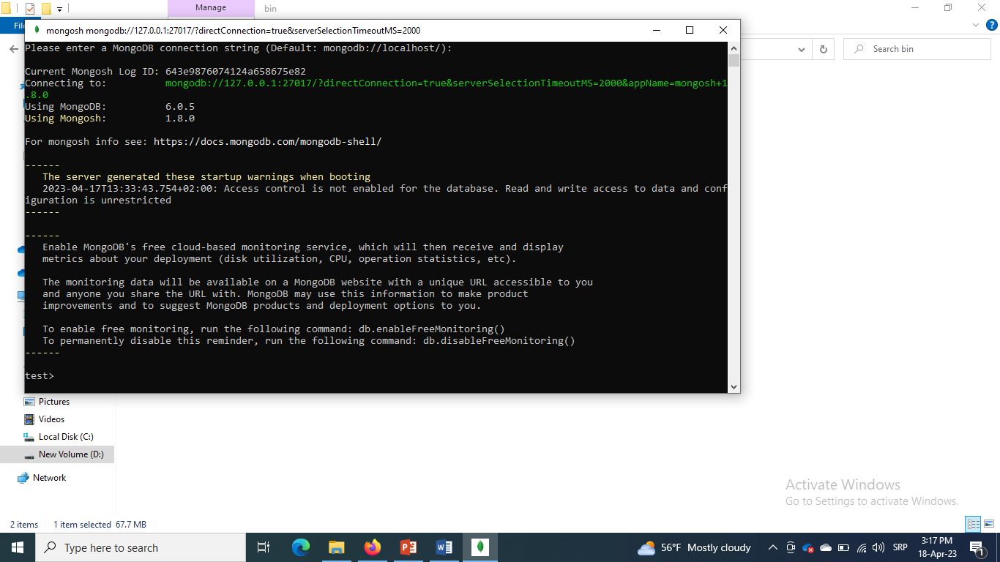 Manage
bin
Fil
mongosh mongodb://127.0.0.1:27017/?directConnection=true&serverSelectionTimeoutMS=2000
Search bin
Please enter a MongoDB connection string (Default: mongodb://localhost/):
Current Mongosh Log ID: 643e9876074124a658675e82
Connecting to: mongodb://127.0.0.1:27017/?directConnection=true&serverSelectionTimeoutMS=2000&appName=mongosh+1
.8.0
Using MongoDB: 6.0.5
Using Mongosh: 1.8.0
For mongosh info see: https://docs.mongodb.com/mongodb-shell/
------
The server generated these startup warnings when booting
2023-04-17T13:33:43.754+02:00: Access control is not enabled for the database. Read and write access to data and conf
iguration is unrestricted
------
------
Enable MongoDB's free cloud-based monitoring service, which will then receive and display
metrics about your deployment (disk utilization, CPU, operation statistics, etc).
The monitoring data will be available on a MongoDB website with a unique URL accessible to you
and anyone you share the URL with. MongoDB may use this information to make product
improvements and to suggest MongoDB products and deployment options to you.
To enable free monitoring, run the following command: db.enableFreeMonitoring()
To permanently disable this reminder, run the following command: db.disableFreeMonitoring()
------
test>
Pictures
Videos
Local Disk (C:)
New Volume (D:)
Network
Activate Windows
Go to Settings to activate Windows.
2 items 1 item selected 67.7 MB
Type here to search
56°F Mostly cloudy
SRP
3:17 PM
18-Apr-23
1